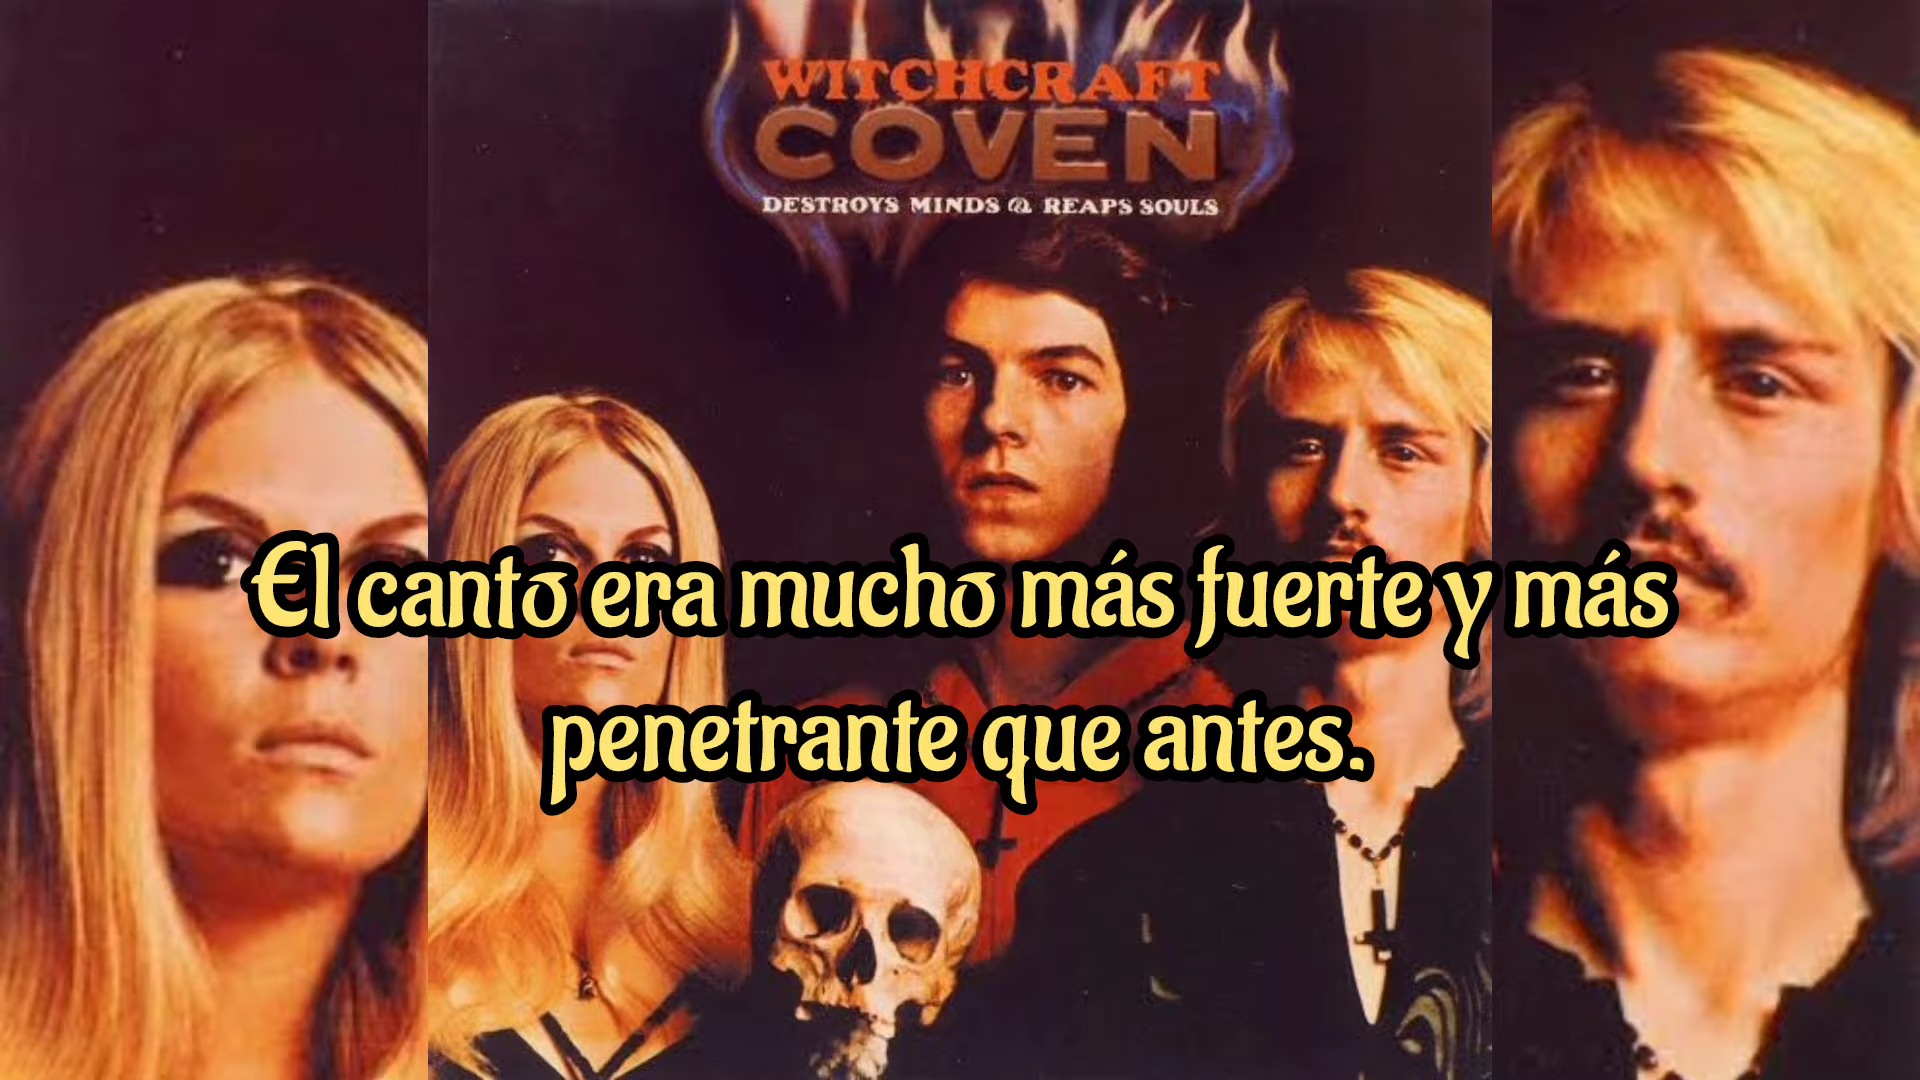 WITCHCRAFT
COVEN
DESTROYS MINDS & REAPS SOULS
El canto era mucho más fuerte y más
penetrante que antes.